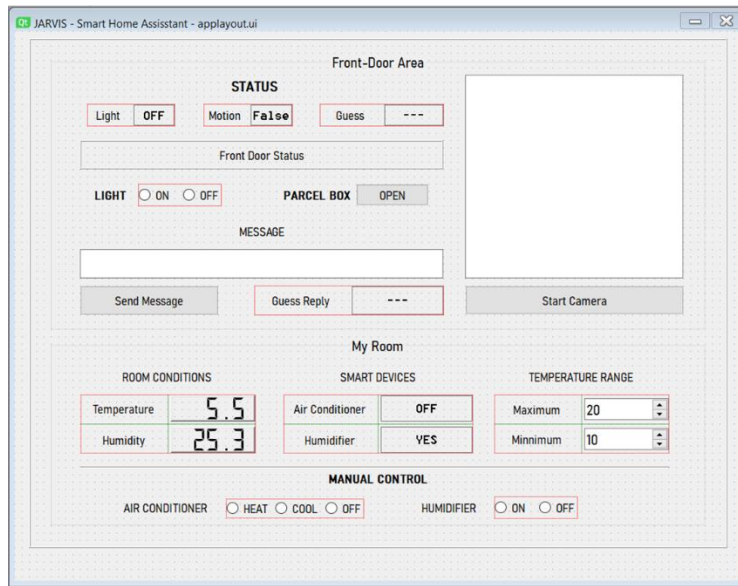 JARVIS - Smart Home Assisstant - applayout.ui
Front-Door Area
STATUS
Light OFF Motion False Guess ---
Front Door Status
LIGHT ON OFF PARCEL BOX OPEN
MESSAGE
Send Message Guess Reply --- Start Camera
My Room
ROOM CONDITIONS SMART DEVICES TEMPERATURE RANGE
Temperature 5.5 Air Conditioner OFF Maximum 20
Humidity 25.3 Humidifier YES Minnimum 10
MANUAL CONTROL
AIR CONDITIONER HEAT COOL OFF HUMIDIFIER ON OFF